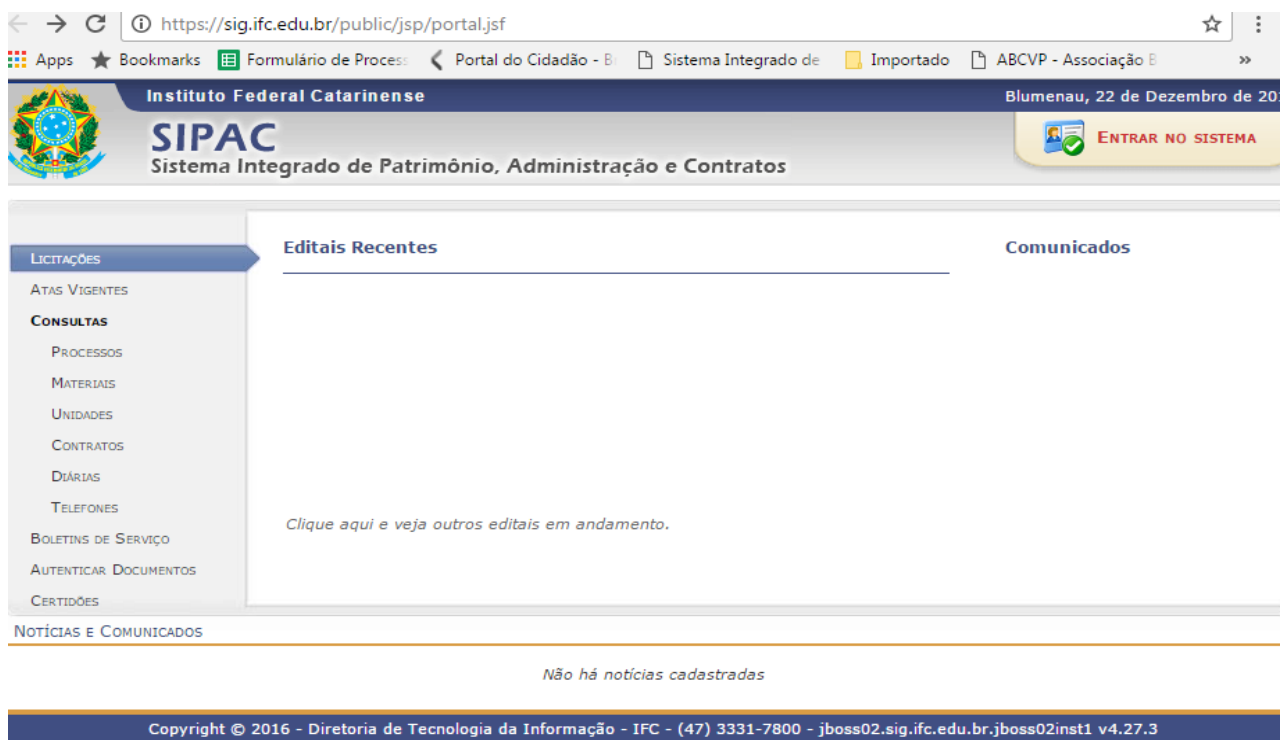 https://sig.ifc.edu.br/public/jsp/portal.jsf
Apps Bookmarks Formulário de Process Portal do Cidadão - B Sistema Integrado de Importado ABCVP - Associação B »
Instituto Federal Catarinense Blumenau, 22 de Dezembro de 20
SIPAC ENTRAR NO SISTEMA
Sistema Integrado de Patrimônio, Administração e Contratos
Editais Recentes Comunicados
LICITAÇÕES
ATAS VIGENTES
CONSULTAS
PROCESSOS
MATERIAIS
UNIDADES
CONTRATOS
DIÁRIAS
TELEFONES
Clique aqui e veja outros editais em andamento.
BOLETINS DE SERVIÇO
AUTENTICAR DOCUMENTOS
CERTIDÕES
NOTÍCIAS E COMUNICADOS
Não há notícias cadastradas
Copyright © 2016 - Diretoria de Tecnologia da Informação - IFC - (47) 3331-7800 - jboss02.sig.ifc.edu.br.jboss02inst1 v4.27.3